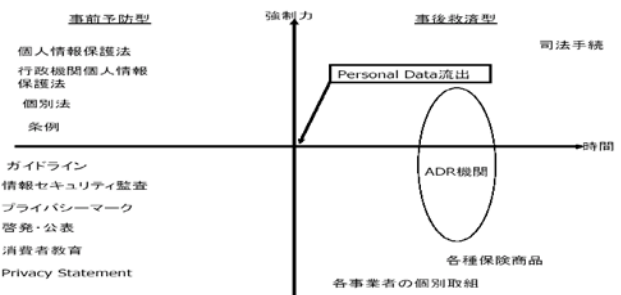 事前予防型
強制力
事後救済型
個人情報保護法
行政機関個人情報
保護法
個別法
条例
司法手続
Personal Data流出
時間
ガイドライン
情報セキュリティ監査
プライバシーマーク
啓発・公表
消費者教育
Privacy Statement
ADR機関
各種保険商品
各事業者の個別取組